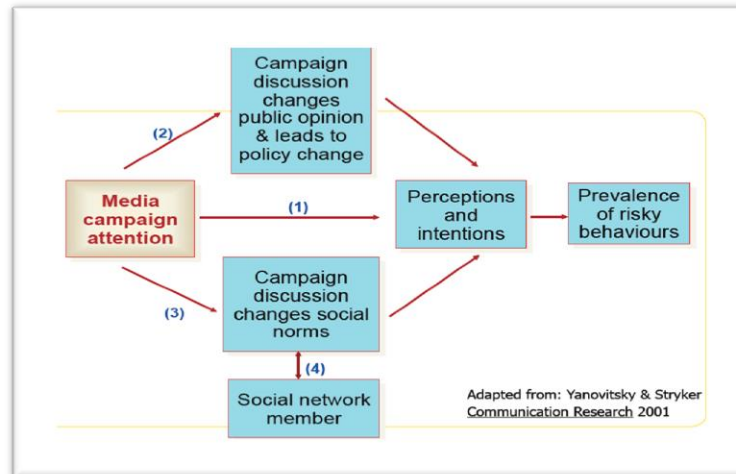 Campaign
discussion
changes
public opinion
& leads to
policy change
(2)
Media
campaign
attention
(1)
Perceptions
and
intentions
Prevalence
of risky
behaviours
(3)
Campaign
discussion
changes social
norms
(4)
Social network
member
Adapted from: Yanovitsky & Stryker
Communication Research 2001